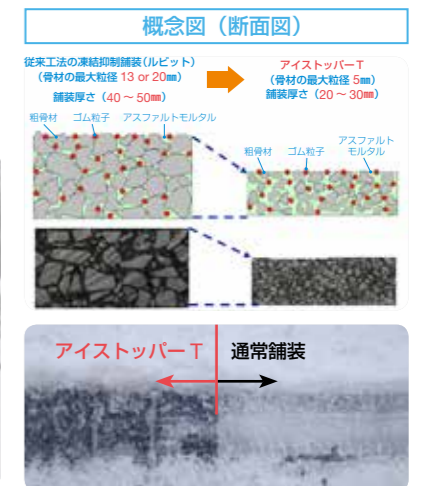 概念図（断面図）
従来工法の凍結抑制舗装（ルビット）
（骨材の最大粒径 13 or 20㎜）
舗装厚さ（40 ～ 50㎜）
アイストッパーT
（骨材の最大粒径 5㎜）
舗装厚さ（20 ～ 30㎜）
粗骨材 ゴム粒子 アスファルトモルタル
粗骨材 ゴム粒子 アスファルト
モルタル
アイストッパー T 通常舗装